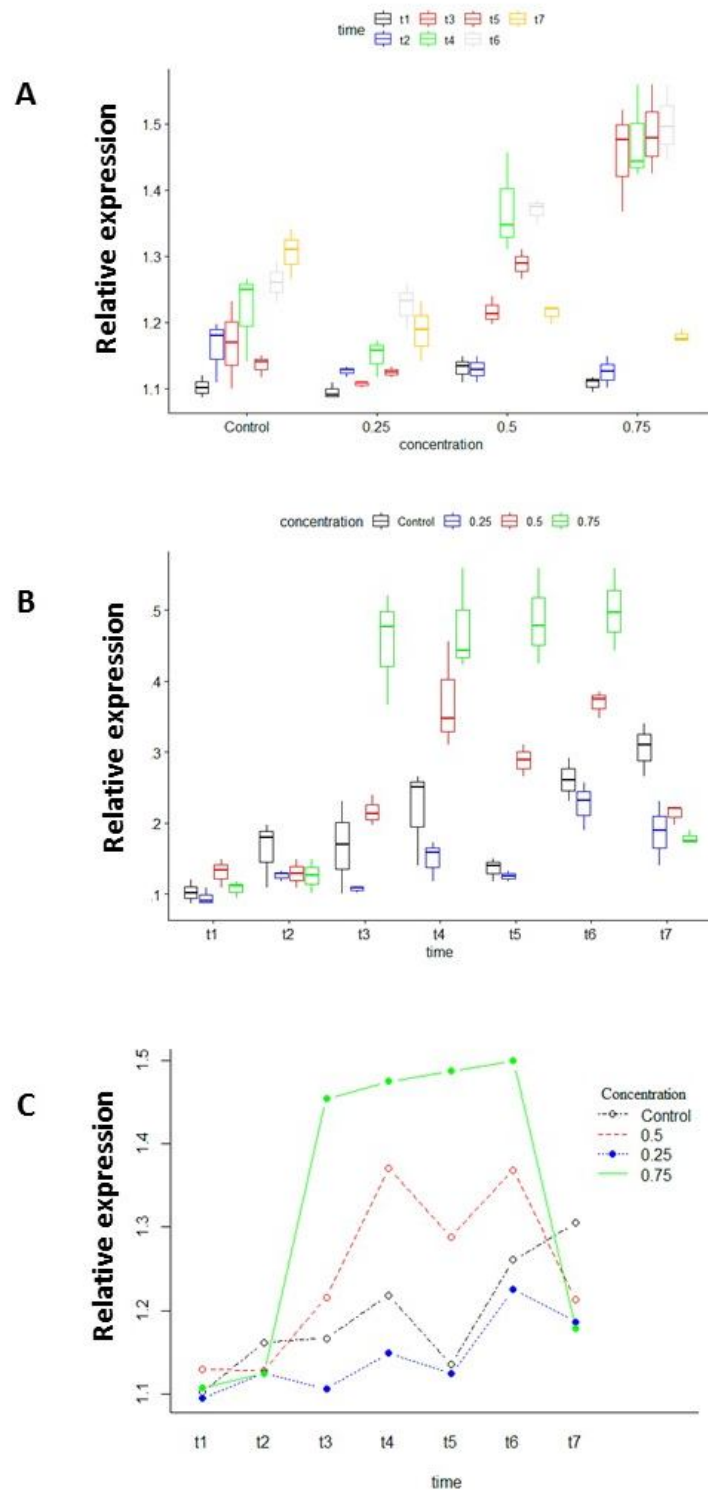 time t1 t3 t5 t7
t2 t4 t6
A
Relative expression
1.5
1.4
1.3
1.2
1.1
Control 0.25 0.5 0.75
concentration
concentration Control 0.25 0.5 0.75
B
Relative expression
.5
.4
.3
.2
.1
t1 t2 t3 t4 t5 t6 t7
time
C
Relative expression
1.5
1.4
1.3
1.2
1.1
Concentration
Control
0.5
0.25
0.75
t1 t2 t3 t4 t5 t6 t7
time